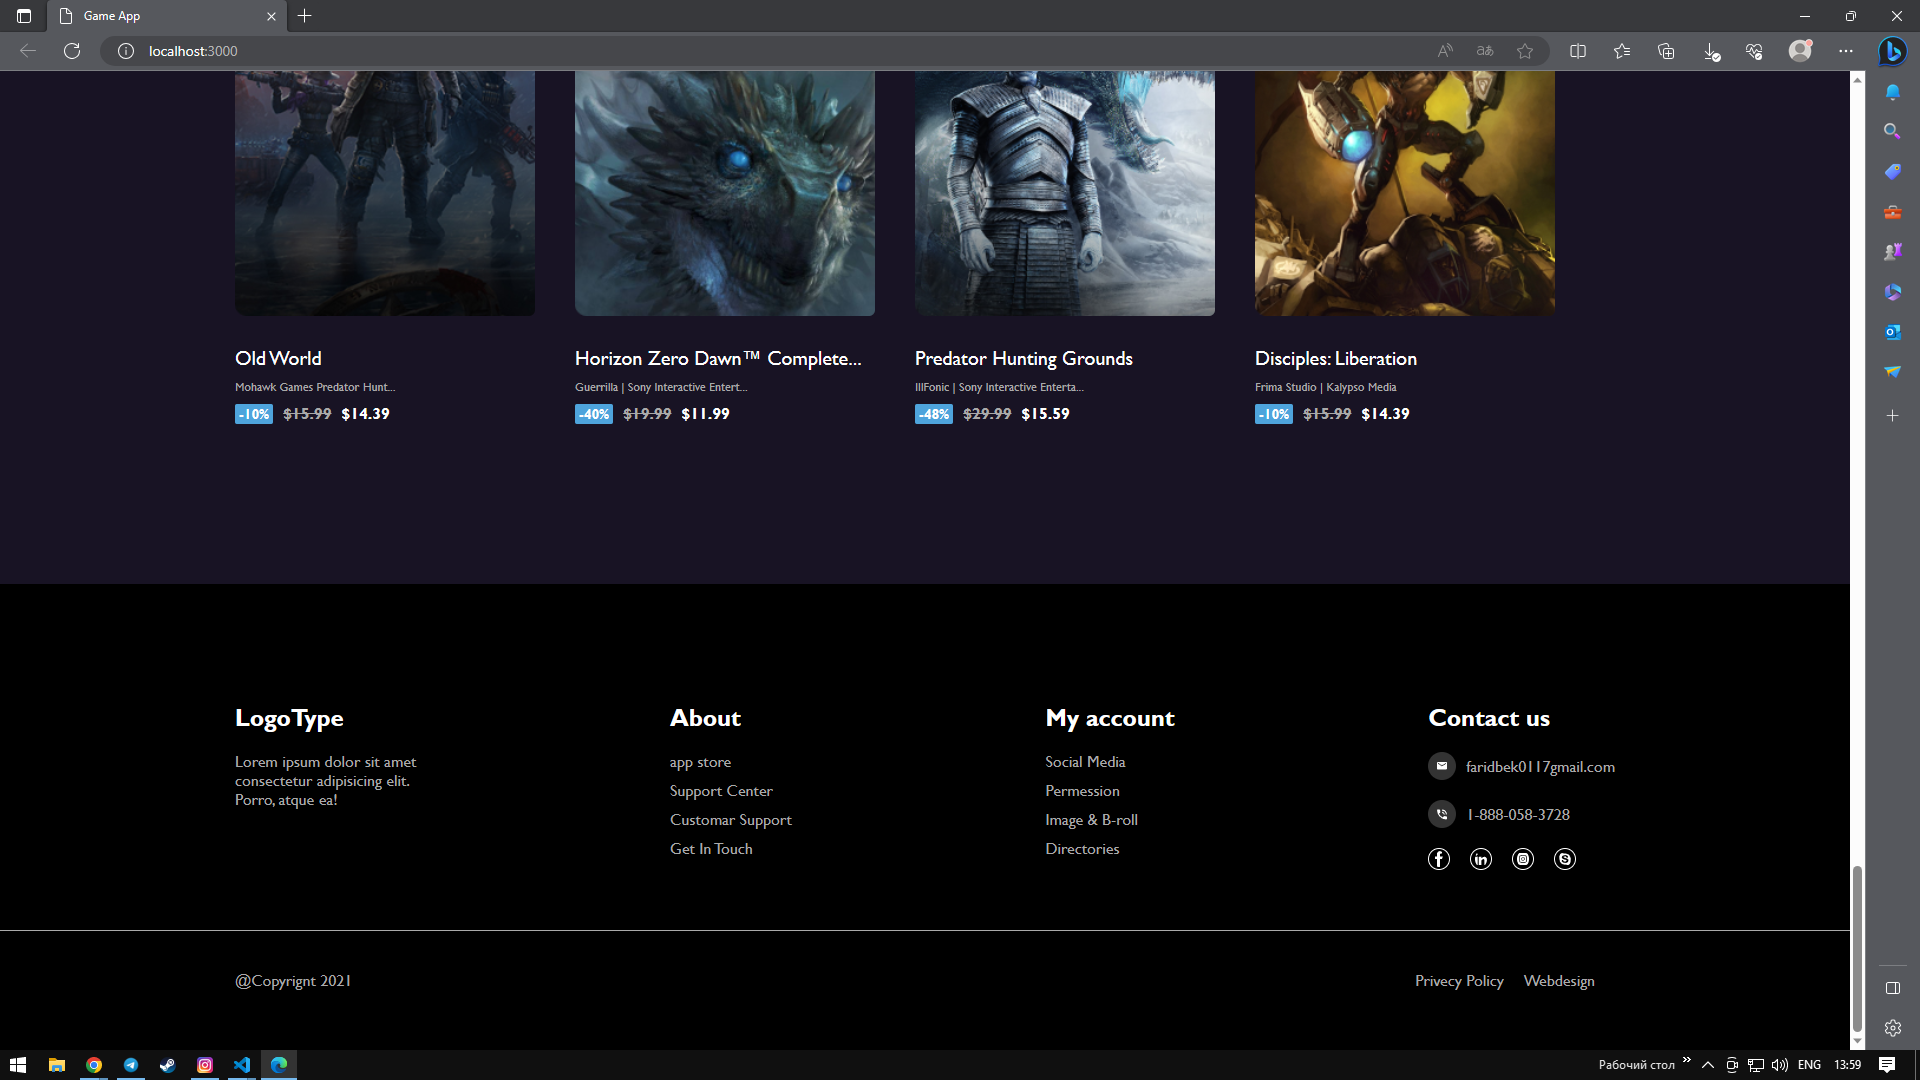 Game App
localhost:3000
Old World
Horizon Zero Dawn™ Complete...
Predator Hunting Grounds
Disciples: Liberation
Mohawk Games Predator Hunt...
Guerrilla | Sony Interactive Entert...
IllFonic | Sony Interactive Enterta...
Frima Studio | Kalypso Media
-10% $15.99 $14.39
-40% $19.99 $11.99
-48% $29.99 $15.59
-10% $15.99 $14.39
LogoType
Lorem ipsum dolor sit amet
consectetur adipisicing elit.
Porro, atque ea!
About
app store
Support Center
Customar Support
Get In Touch
My account
Social Media
Permession
Image & B-roll
Directories
Contact us
faridbek0117gmail.com
1-888-058-3728
@Copyrignt 2021
Privecy Policy
Webdesign
Рабочий стол
ENG
13:59